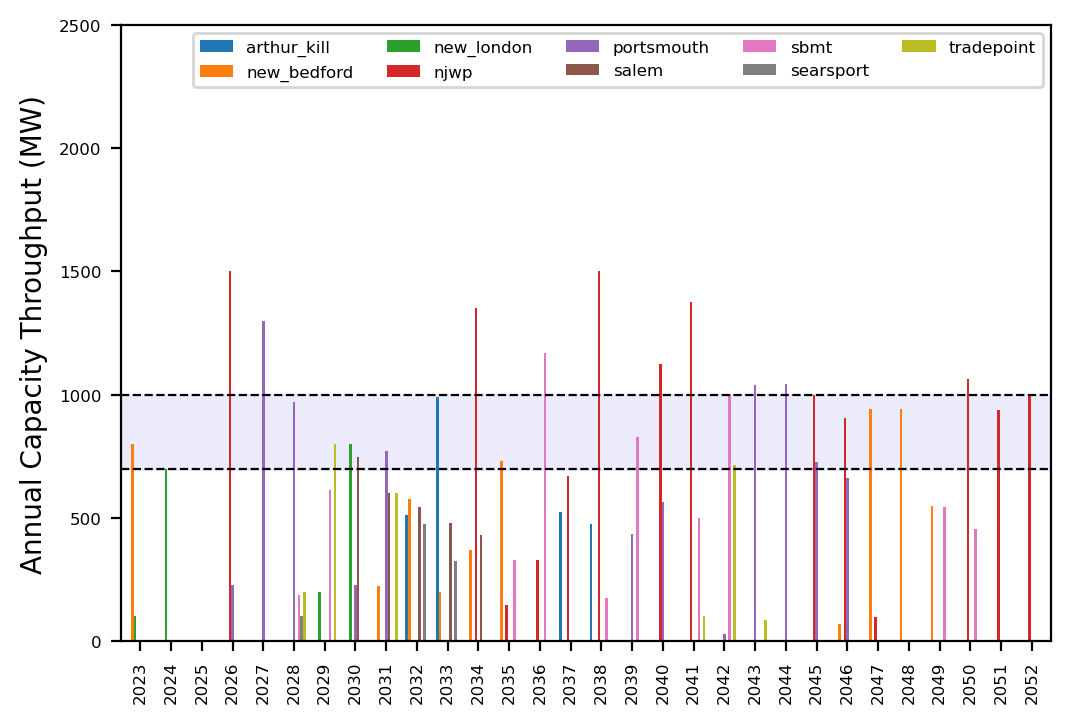 2500
2000
1500
1000
500
0
Annual Capacity Throughput (MW)
arthur_kill new_london portsmouth sbmt tradepoint
new_bedford njwp salem searsport
2023 2024 2025 2026 2027 2028 2029 2030 2031 2032 2033 2034 2035 2036 2037 2038 2039 2040 2041 2042 2043 2044 2045 2046 2047 2048 2049 2050 2051 2052